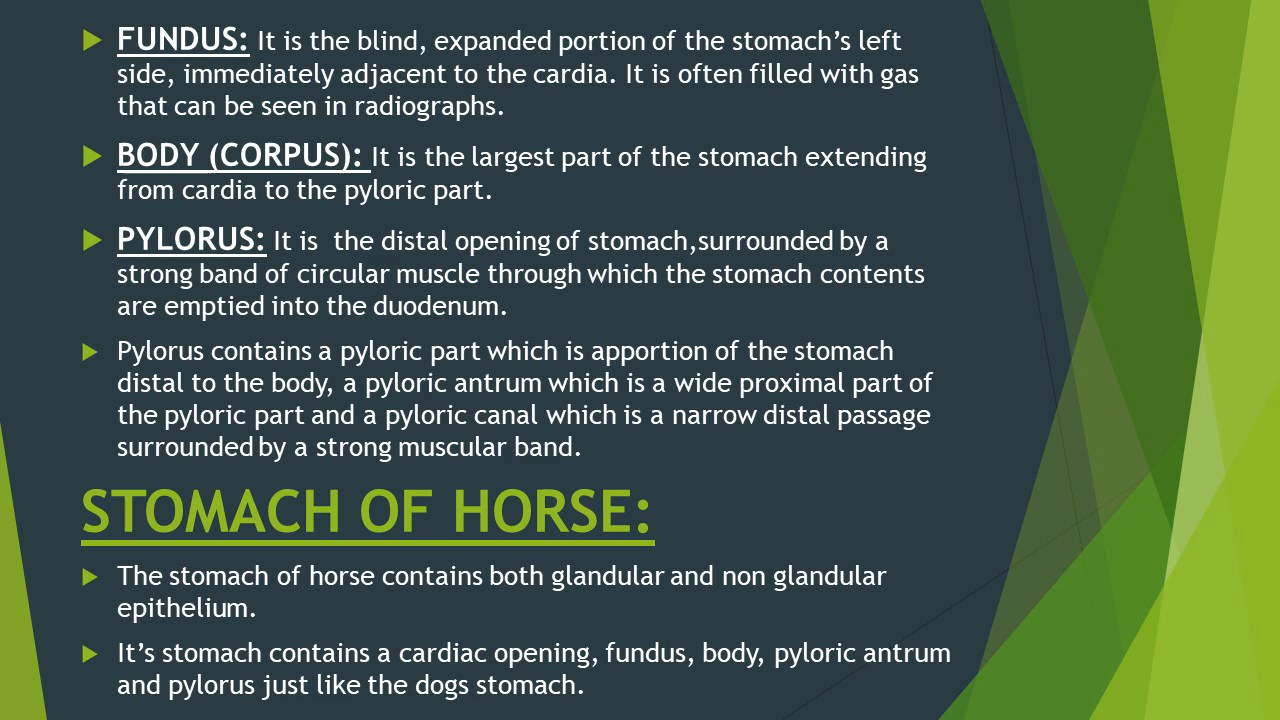 FUNDUS: It is the blind, expanded portion of the stomach’s left
side, immediately adjacent to the cardia. It is often filled with gas
that can be seen in radiographs.
BODY (CORPUS): It is the largest part of the stomach extending
from cardia to the pyloric part.
PYLORUS: It is  the distal opening of stomach,surrounded by a
strong band of circular muscle through which the stomach contents
are emptied into the duodenum.
Pylorus contains a pyloric part which is apportion of the stomach
distal to the body, a pyloric antrum which is a wide proximal part of
the pyloric part and a pyloric canal which is a narrow distal passage
surrounded by a strong muscular band.
STOMACH OF HORSE:
The stomach of horse contains both glandular and non glandular
epithelium.
It’s stomach contains a cardiac opening, fundus, body, pyloric antrum
and pylorus just like the dogs stomach.